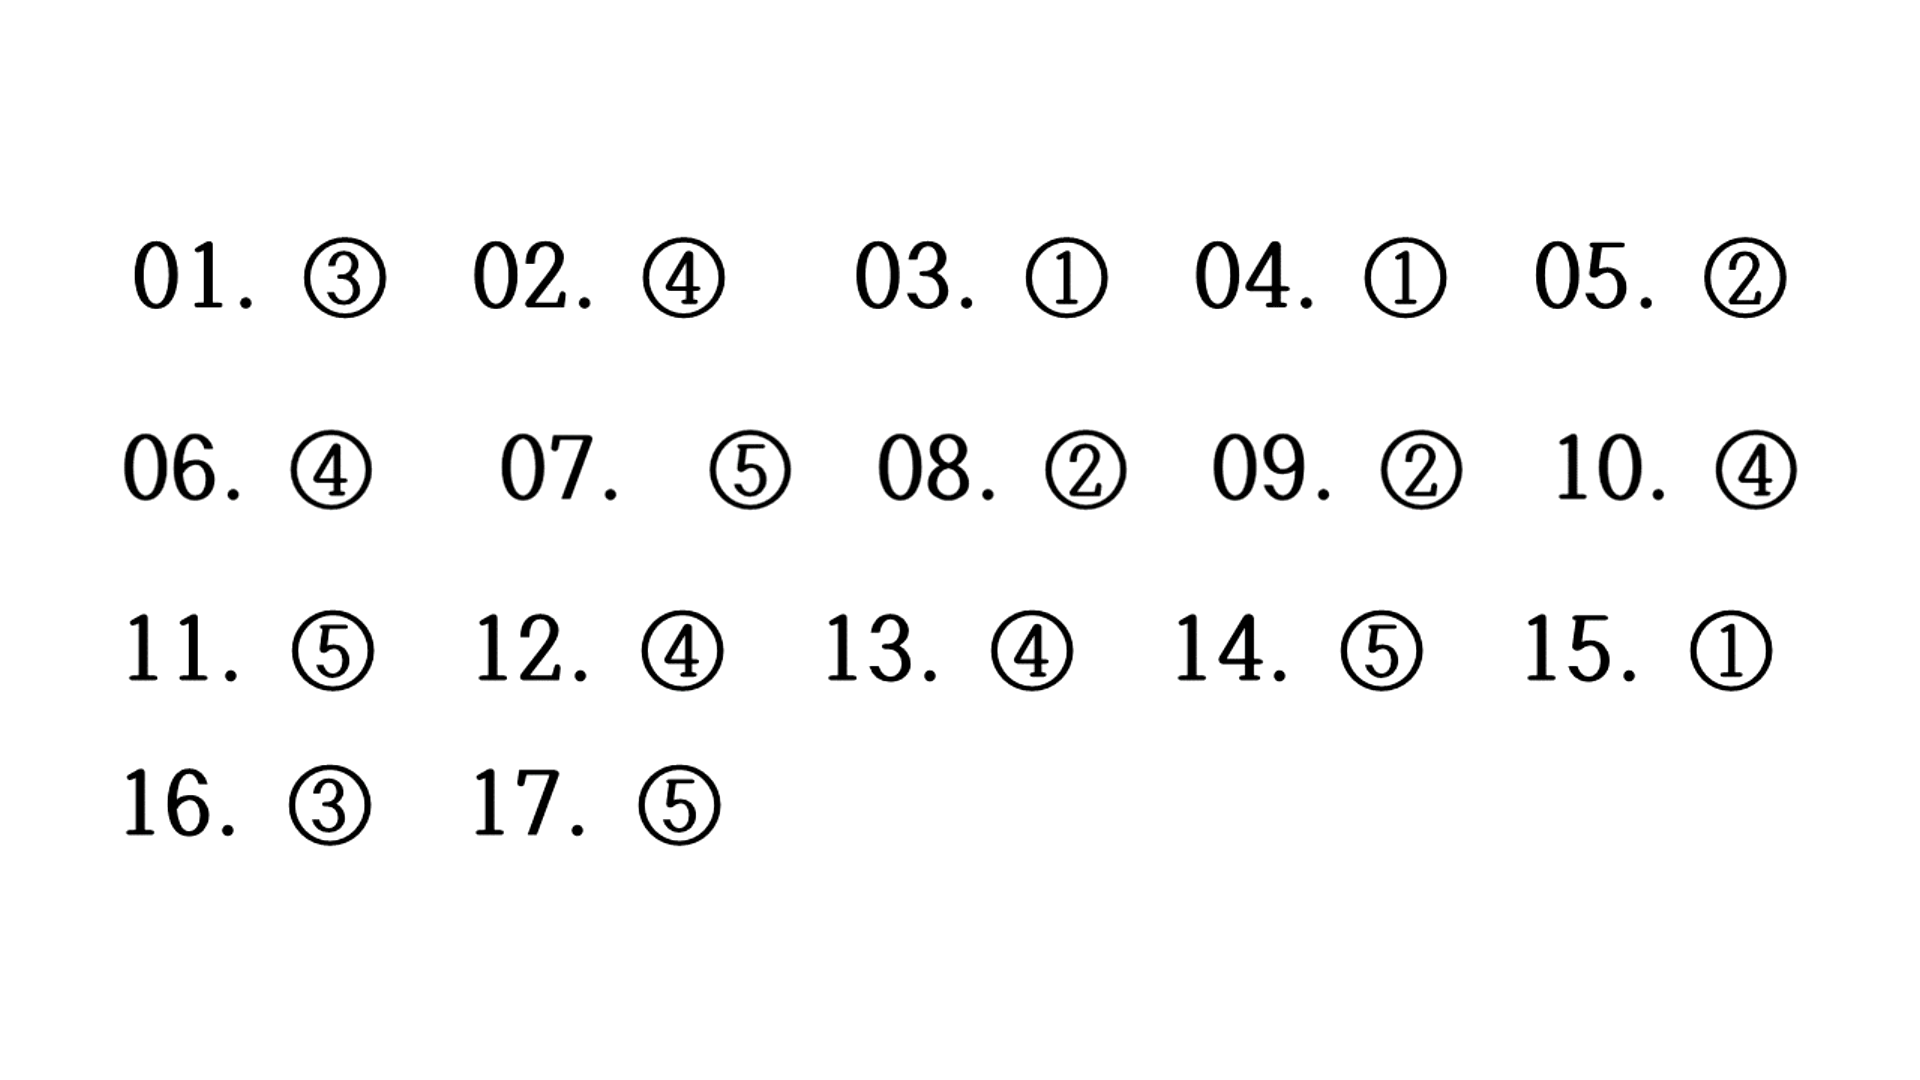 01. ③ 02. ④ 03. ① 04. ① 05. ②
06. ④ 07. ⑤ 08. ② 09. ② 10. ④
11. ⑤ 12. ④ 13. ④ 14. ⑤ 15. ①
16. ③ 17. ⑤